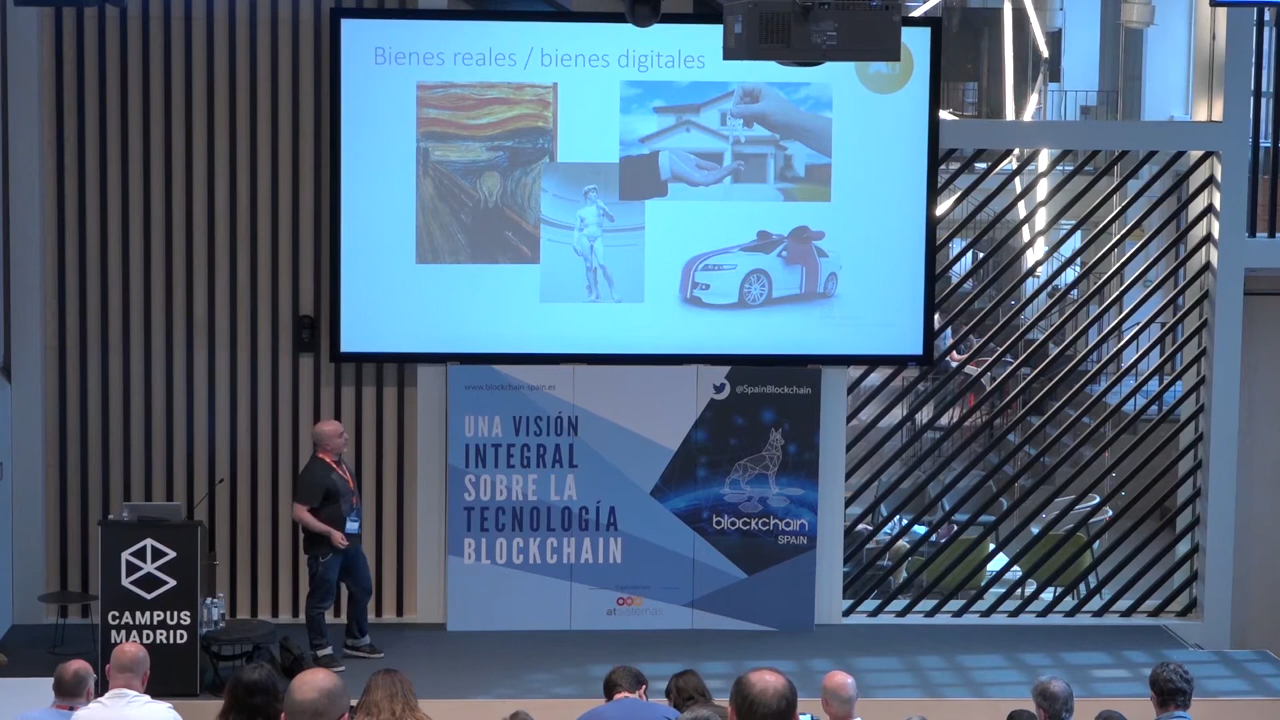 Bienes reales / bienes digitales
www.blockchain-spain.es
@SpainBlockchain
UNA VISIÓN
INTEGRAL
SOBRE LA
TECNOLOGÍA
BLOCKCHAIN
blockchain
SPAIN
atSistemas
CAMPUS
MADRID